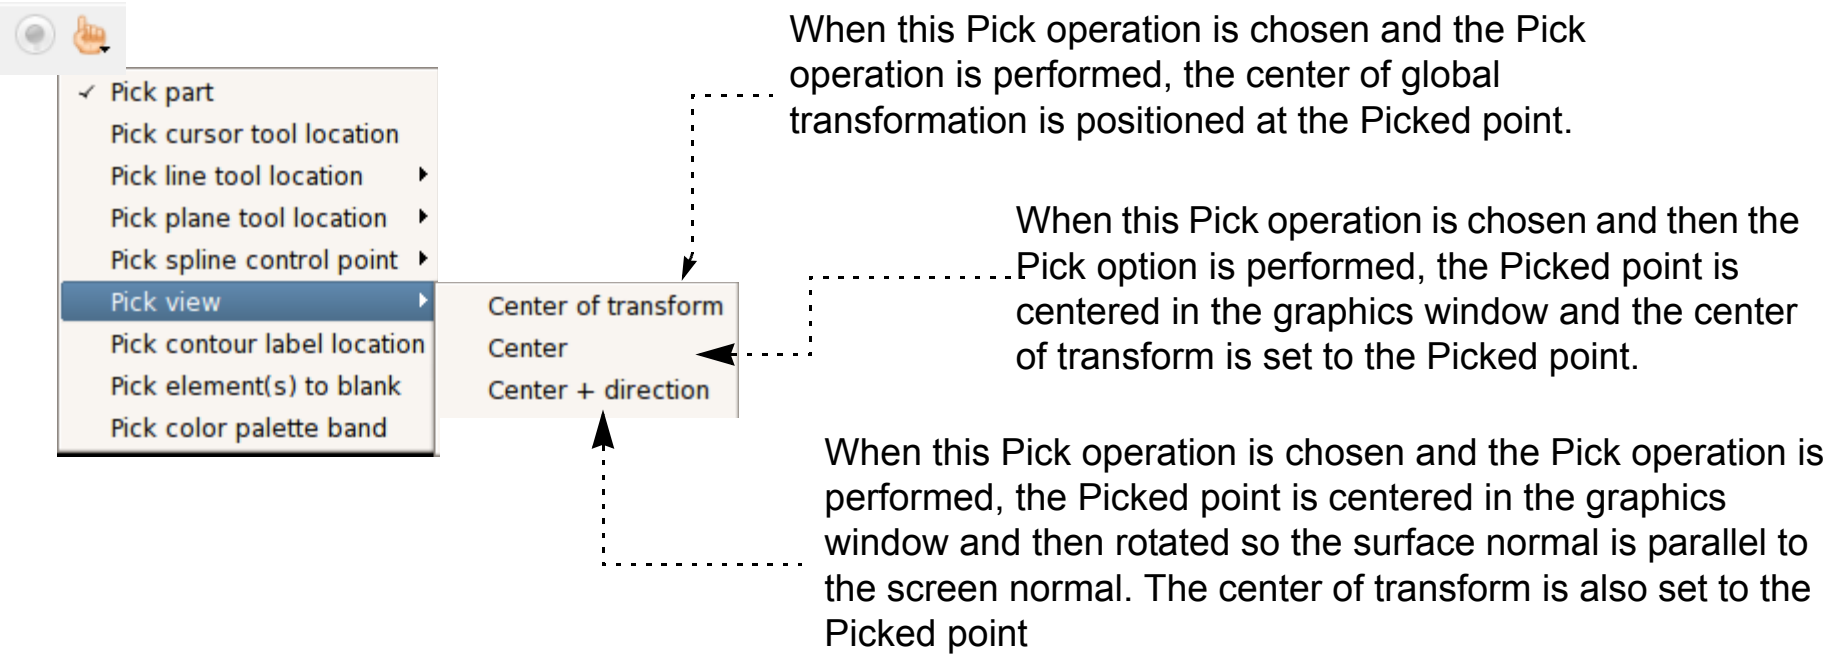 When this Pick operation is chosen and the Pick
operation is performed, the center of global
transformation is positioned at the Picked point.
Pick part
Pick cursor tool location
Pick line tool location
Pick plane tool location
Pick spline control point
Pick view
Pick contour label location
Pick element(s) to blank
Pick color palette band
Center of transform
Center
Center + direction
When this Pick operation is chosen and then the
Pick option is performed, the Picked point is
centered in the graphics window and the center
of transform is set to the Picked point.
When this Pick operation is chosen and the Pick operation is
performed, the Picked point is centered in the graphics
window and then rotated so the surface normal is parallel to
the screen normal. The center of transform is also set to the
Picked point